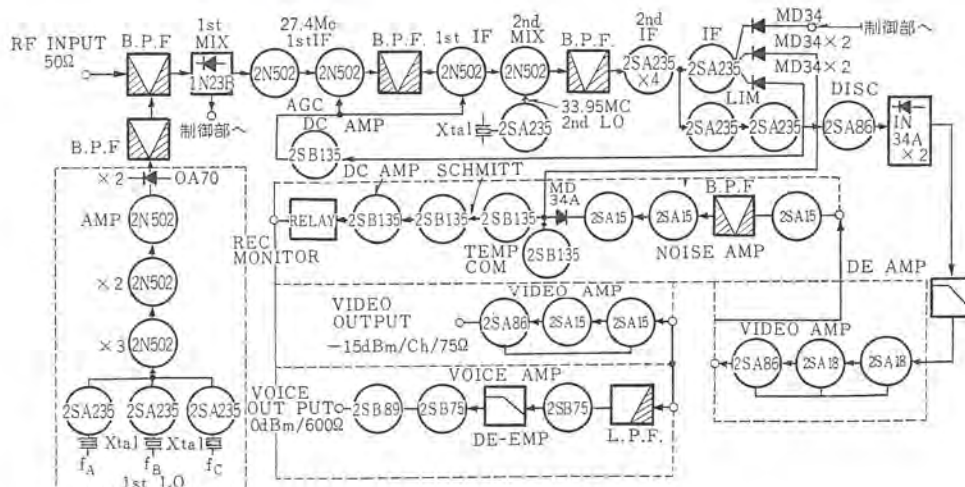 RF INPUT
50Ω
B.P.F
1st
MIX
1N23B
制御部へ
27.4Mc
1stIF
2N502
2N502
B.P.F.
1st IF
2N502
2nd
MIX
2N502
B.P.F.
2nd
IF
2SA235
×4
IF
2SA235
MD34
制御部へ
MD34×2
MD34×2
LIM
2SA235
2SA235
DISC
2SA86
IN
34A
×2
AGC
DC AMP
2SB135
Xtal
2SA235
33.95MC
2nd LO
B.P.F
×2
OA70
AMP
2N502
×2
2N502
×3
2N502
2SA235
2SA235
2SA235
Xtal
Xtal
fA
fB
fC
1st LO
DC AMP
SCHMITT
RELAY
2SB135
2SB135
2SB135
MD
34A
2SA15
2SA15
B.P.F
2SA15
REC
MONITOR
TEMP
COM
2SB135
NOISE AMP
DE AMP
VIDEO
OUTPUT
−15dBm/Ch/75Ω
VIDEO AMP
2SA86
2SA15
2SA15
VIDEO AMP
2SA86
2SA18
2SA18
VOICE
OUT PUT
0dBm/600Ω
VOICE AMP
2SB89
2SB75
DE-EMP
2SB75
L.P.F.